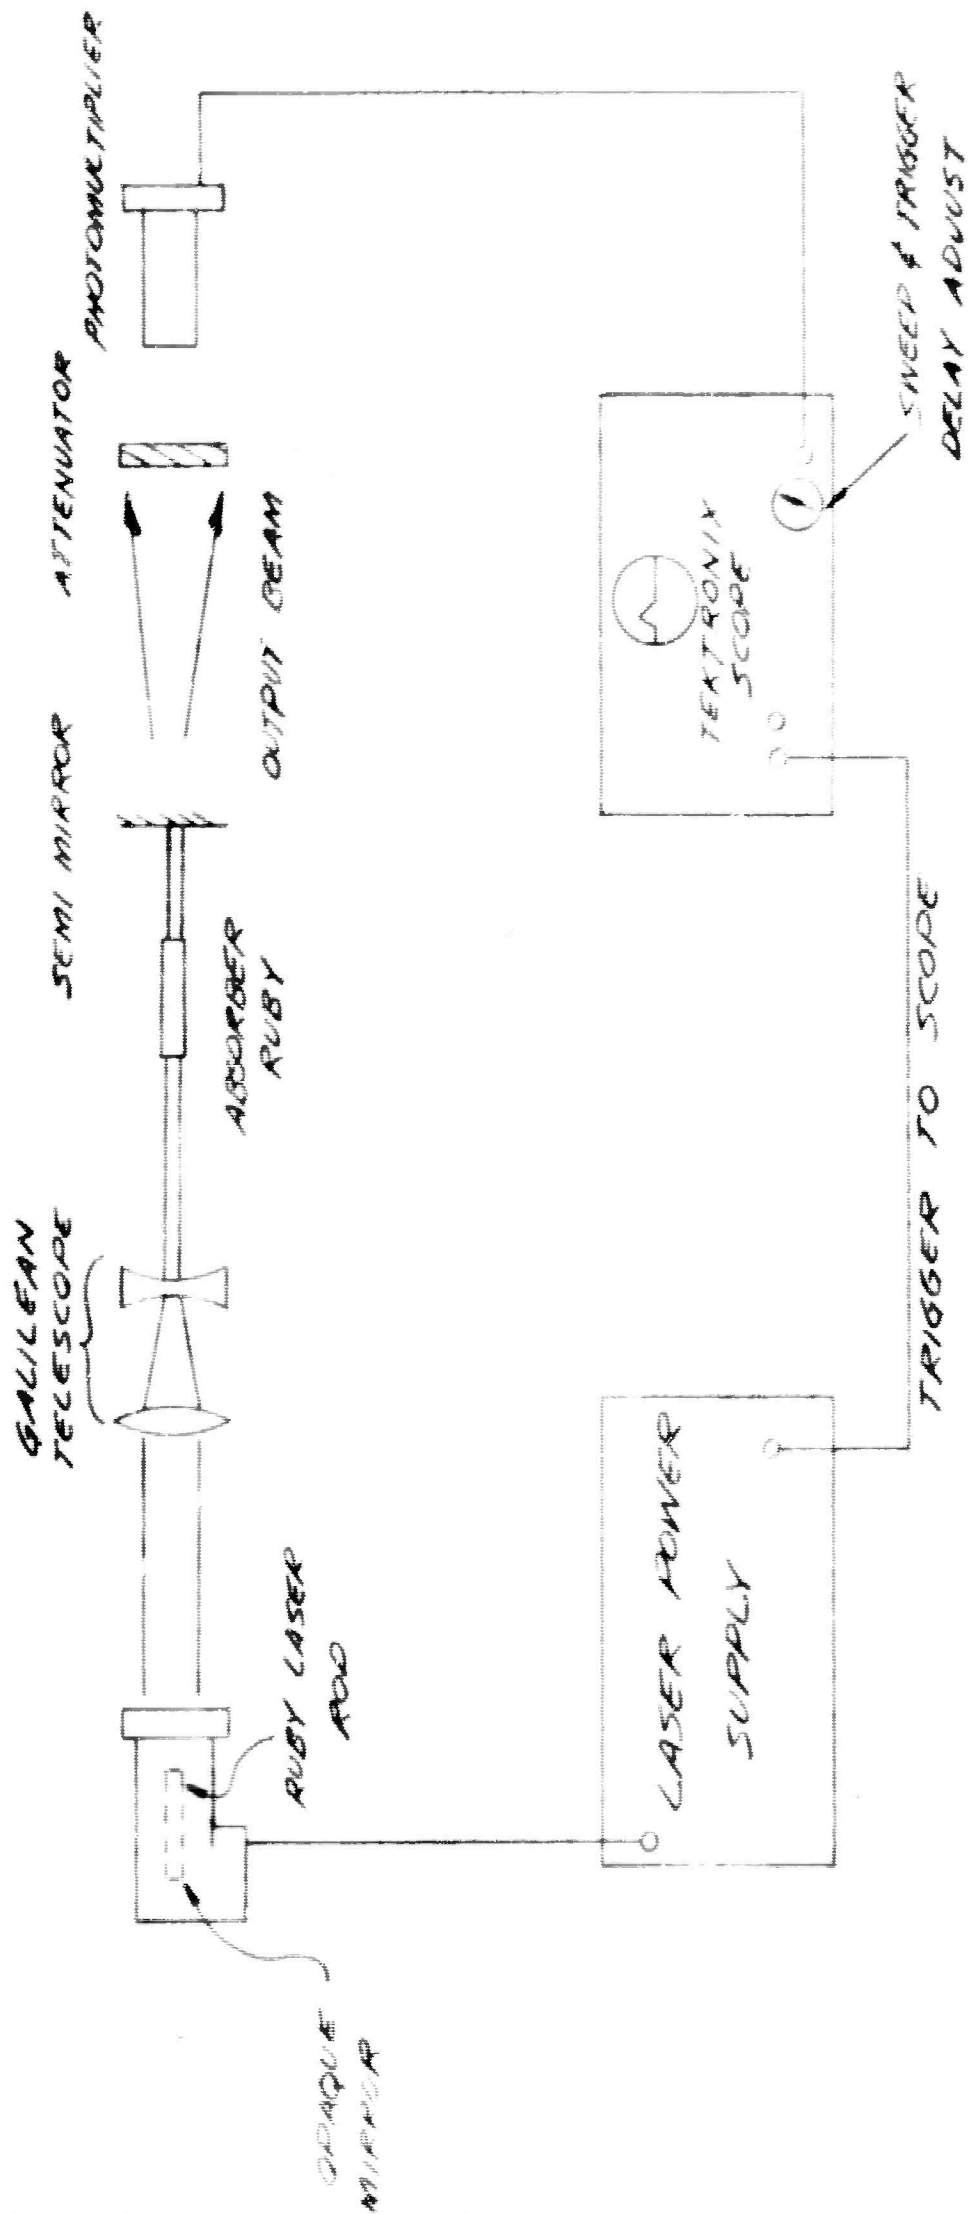 GALILEAN
TELESCOPE
SEMI MIRROR
ATTENUATOR
PHOTOMULTIPLIER
OPAQUE
MIRROR
RUBY LASER
ROD
ABSORBER
RUBY
OUTPUT BEAM
LASER POWER
SUPPLY
TEKTRONIX
SCOPE
SWEEP & TRIGGER
DELAY ADJUST
TRIGGER TO SCOPE